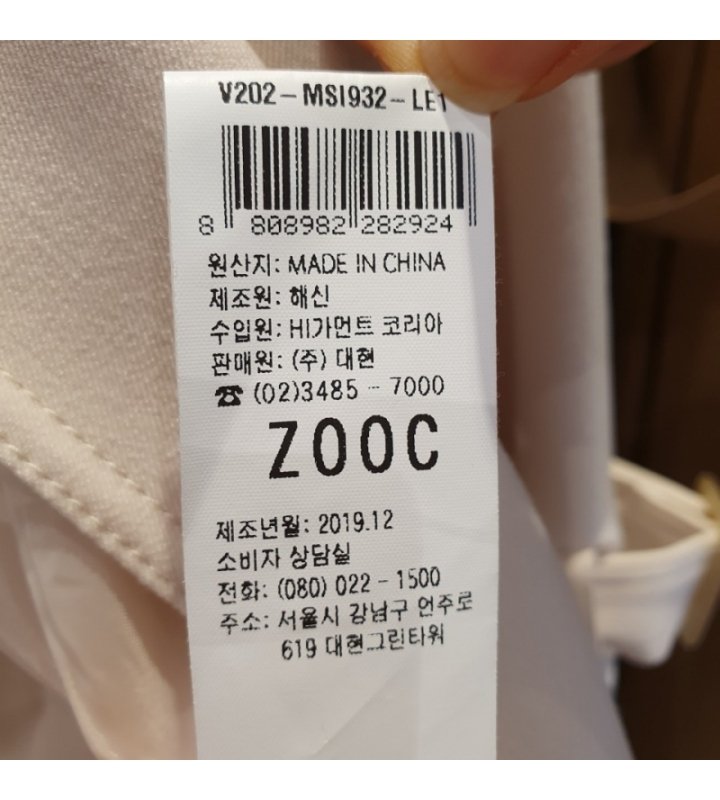 V202-MSI932-LE1
8 808982 282924
원산지: MADE IN CHINA
제조원: 해신
수입원: HI가먼트 코리아
판매원: (주) 대현
☎ (02)3485 - 7000
ZOOC
제조년월: 2019.12
소비자 상담실
전화: (080) 022 - 1500
주소: 서울시 강남구 언주로
619 대현그린타워